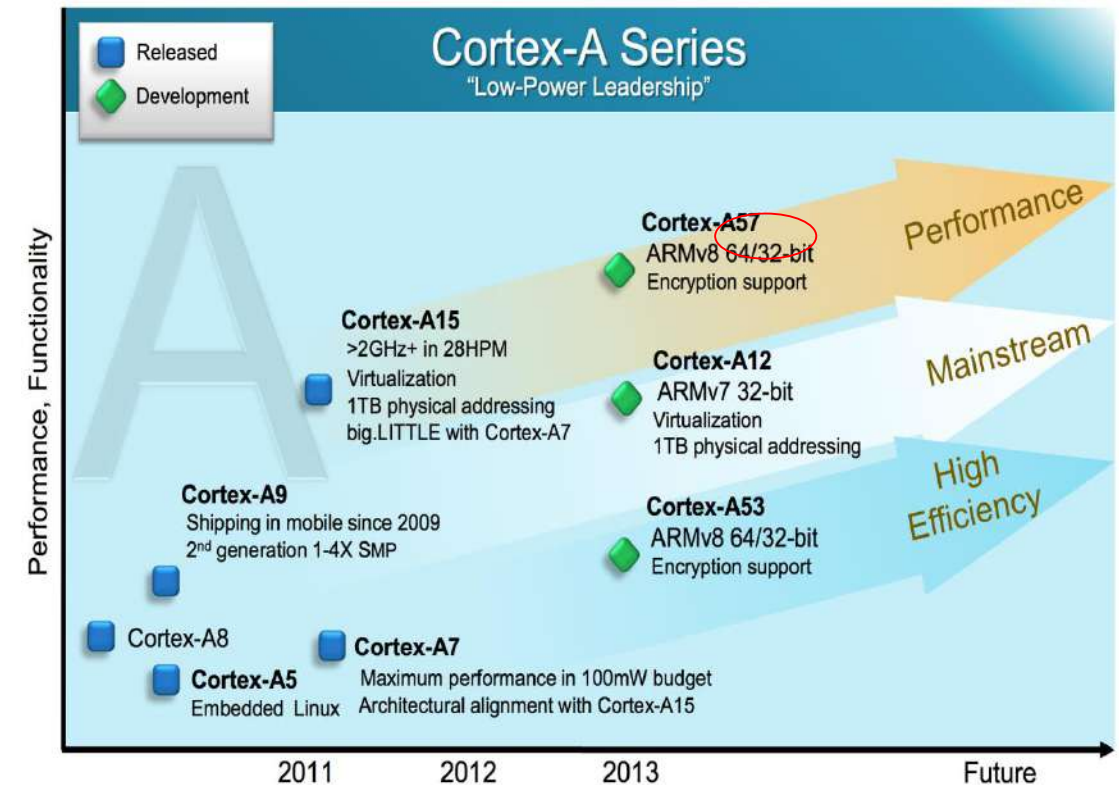 Released
Development
Cortex-A Series
“Low-Power Leadership”
A
Performance, Functionality
Cortex-A57
ARMv8 64/32-bit
Encryption support
Performance
Cortex-A15
>2GHz+ in 28HPM
Virtualization
1TB physical addressing
big.LITTLE with Cortex-A7
Cortex-A12
ARMv7 32-bit
Virtualization
1TB physical addressing
Mainstream
Cortex-A9
Shipping in mobile since 2009
2nd generation 1-4X SMP
Cortex-A53
ARMv8 64/32-bit
Encryption support
High
Efficiency
Cortex-A8
Cortex-A5
Embedded Linux
Cortex-A7
Maximum performance in 100mW budget
Architectural alignment with Cortex-A15
2011
2012
2013
Future